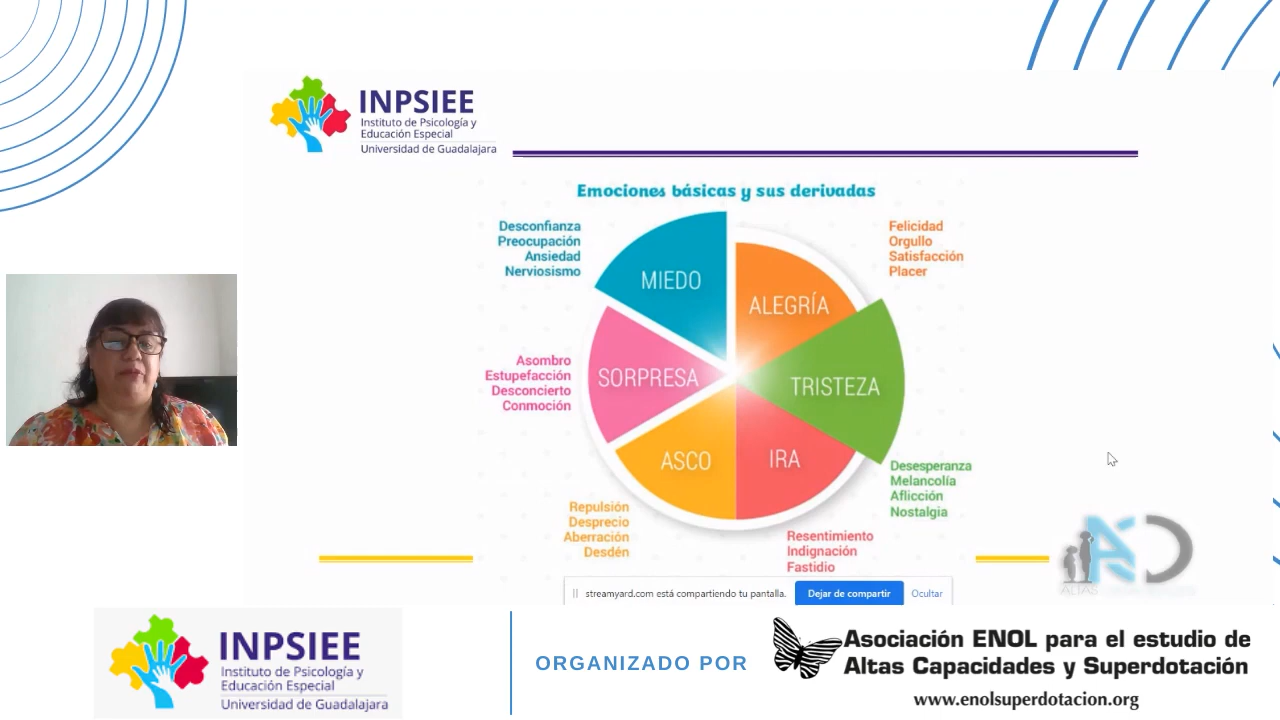 INPSIEE
Instituto de Psicología y
Educación Especial
Universidad de Guadalajara
Emociones básicas y sus derivadas
Desconfianza
Preocupación
Ansiedad
Nerviosismo
MIEDO
Felicidad
Orgullo
Satisfacción
Placer
ALEGRÍA
Asombro
Estupefacción
Desconcierto
Conmoción
SORPRESA
TRISTEZA
ASCO
IRA
Desesperanza
Melancolía
Aflicción
Nostalgia
Repulsión
Desprecio
Aberración
Desdén
Resentimiento
Indignación
Fastidio
ALTAS
streamyard.com está compartiendo tu pantalla.
Dejar de compartir
Ocultar
INPSIEE
Instituto de Psicología y
Educación Especial
Universidad de Guadalajara
ORGANIZADO POR
Asociación ENOL para el estudio de
Altas Capacidades y Superdotación
www.enolsuperdotacion.org